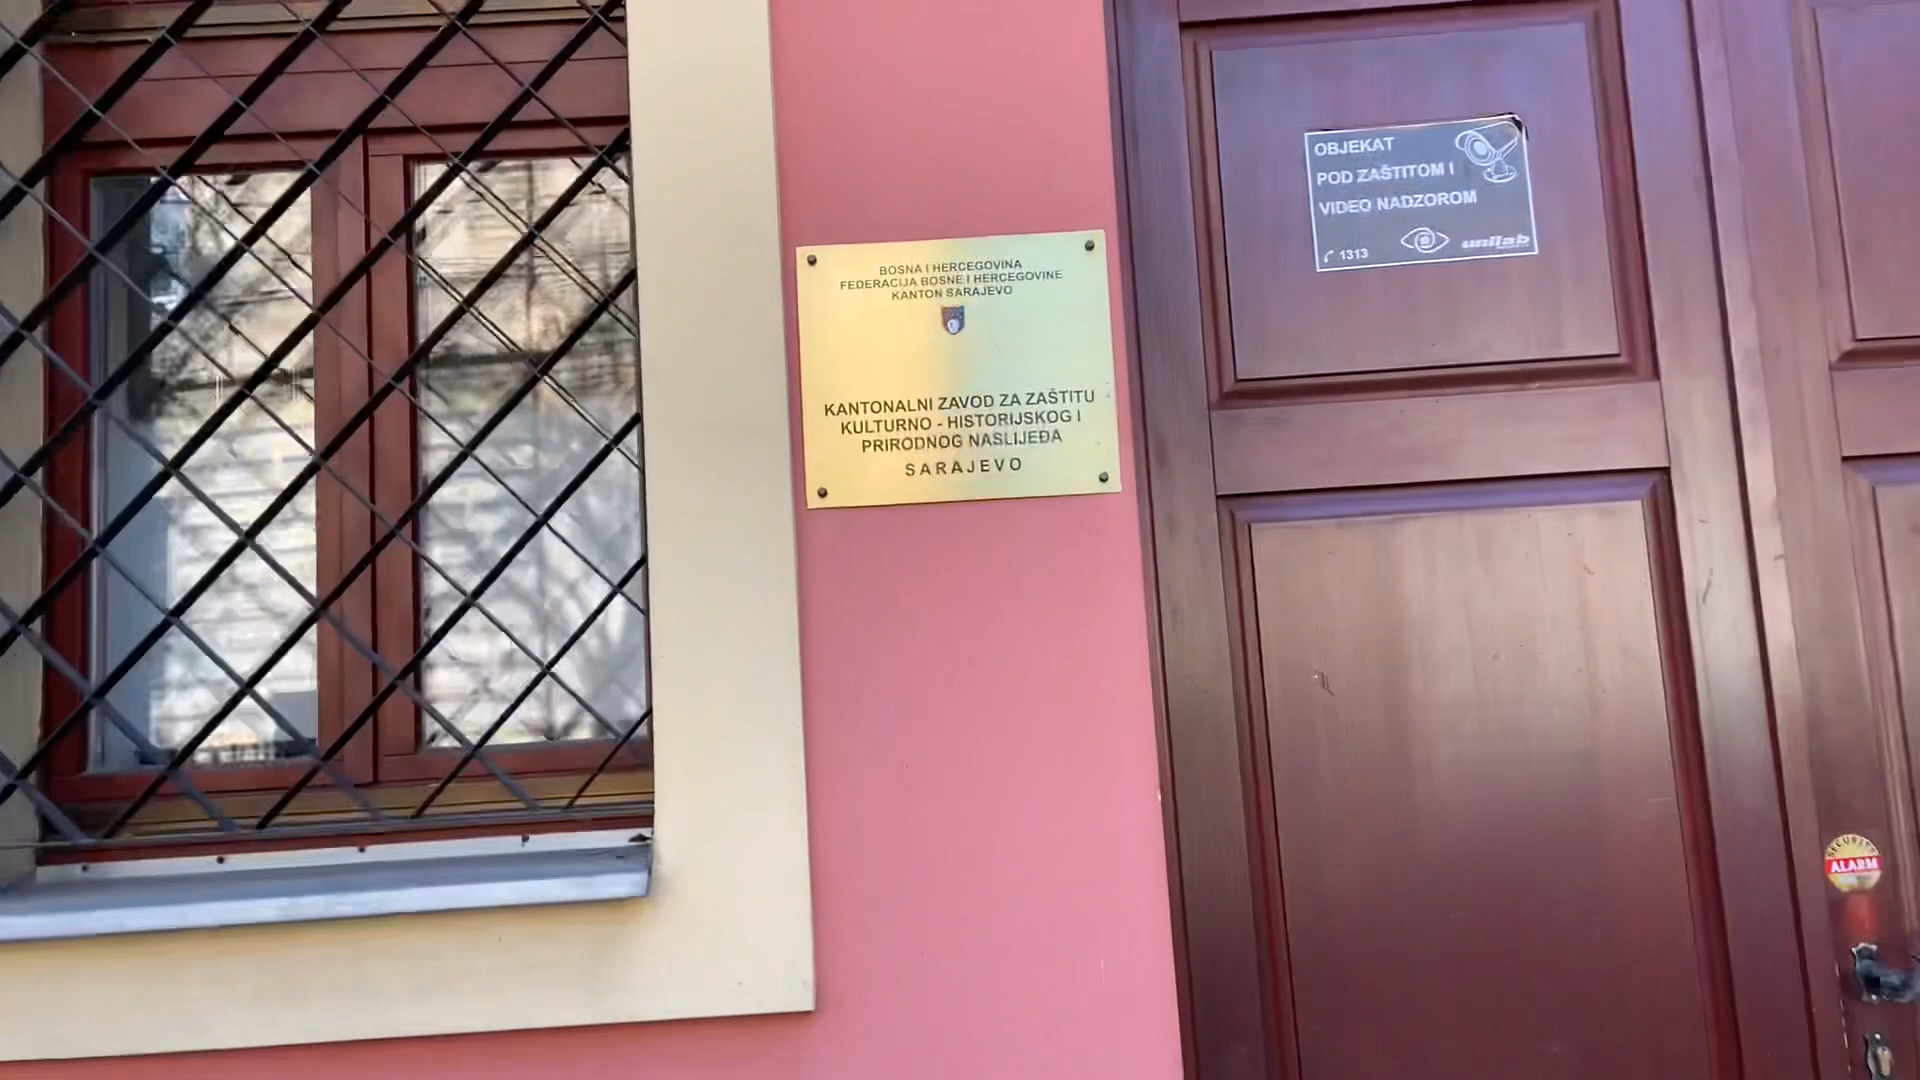 BOSNA I HERCEGOVINA
FEDERACIJA BOSNE I HERCEGOVINE
KANTON SARAJEVO
KANTONALNI ZAVOD ZA ZAŠTITU
KULTURNO - HISTORIJSKOG I
PRIRODNOG NASLIJEĐA
SARAJEVO
OBJEKAT
POD ZAŠTITOM I
VIDEO NADZOROM
1313
unilab
SECURITY
ALARM